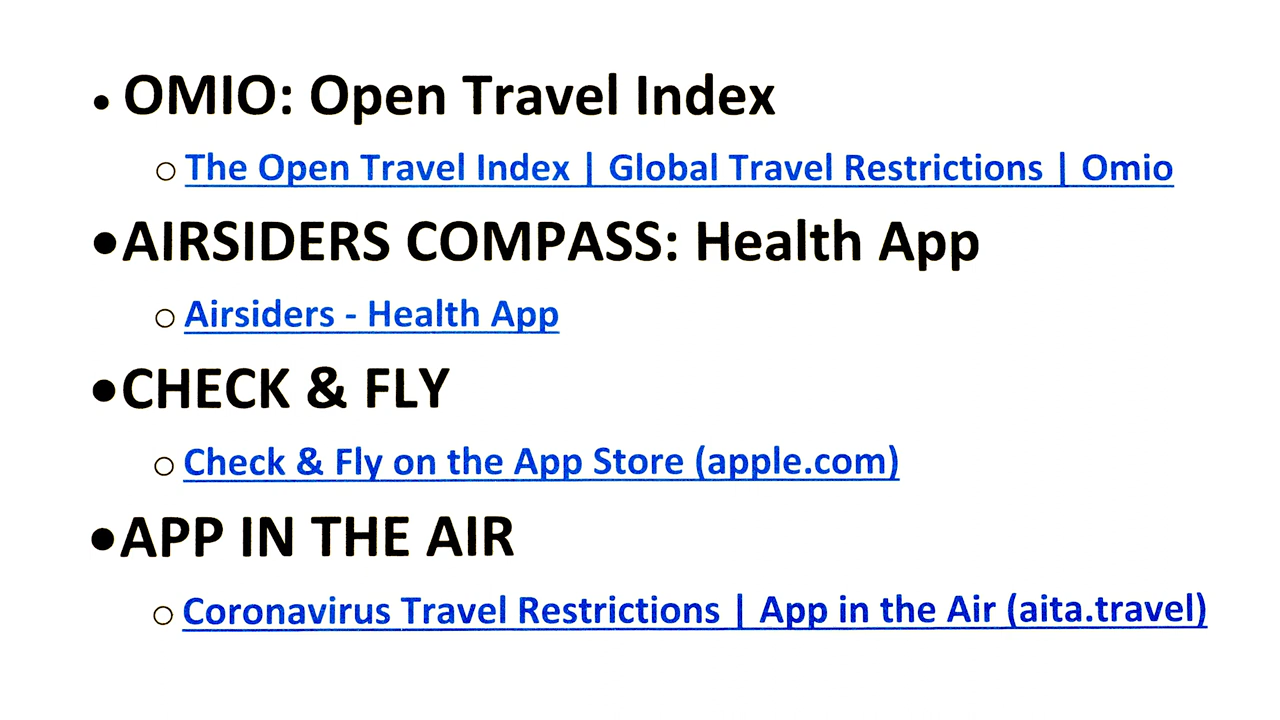 • OMIO: Open Travel Index
○ The Open Travel Index | Global Travel Restrictions | Omio
•AIRSIDERS COMPASS: Health App
○ Airsiders - Health App
•CHECK & FLY
○ Check & Fly on the App Store (apple.com)
•APP IN THE AIR
○ Coronavirus Travel Restrictions | App in the Air (aita.travel)